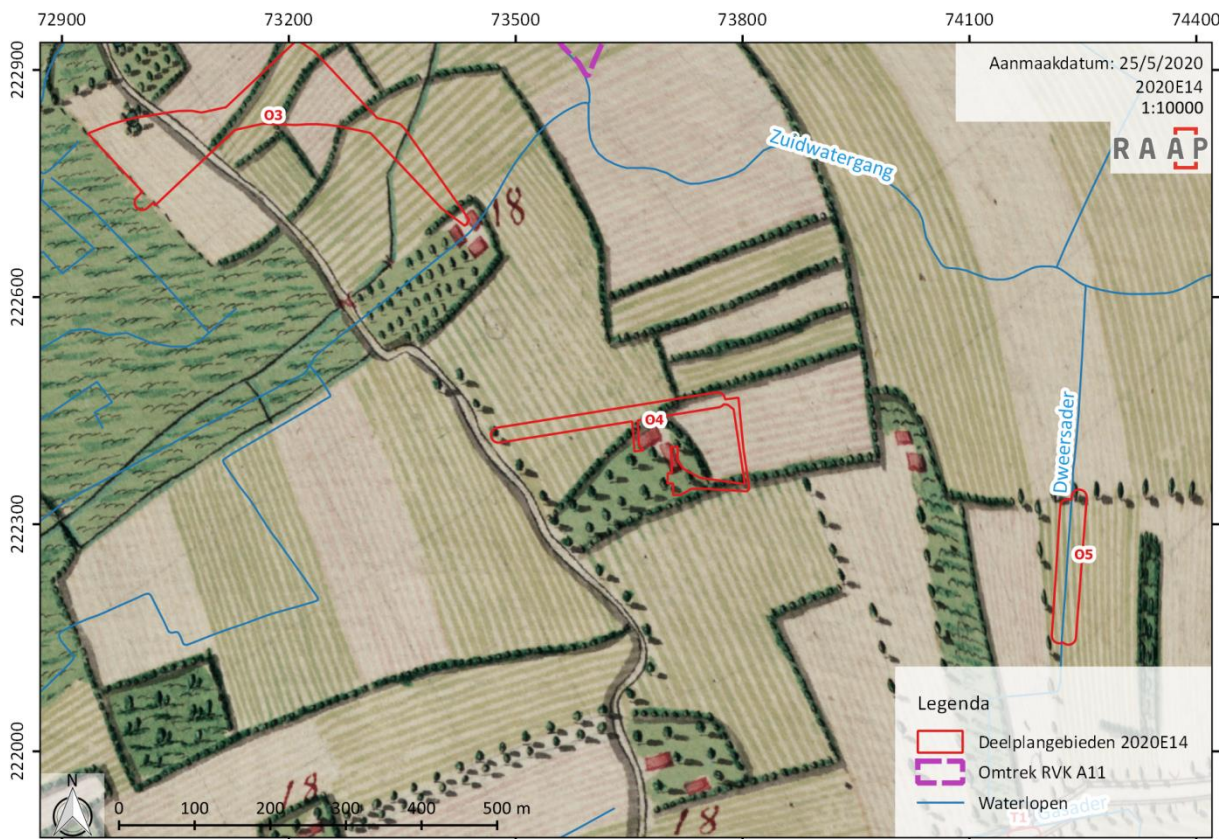 72900 73200 73500 73800 74100 74400
222900
222600
222300
222000
Aanmaakdatum: 25/5/2020
2020E14
1:10000
RAAP
O3
18
Zuidwatergang
O4
Dweersader
O5
18
18
N
0 100 200 300 400 500 m
Legenda
Deelplangebieden 2020E14
Omtrek RVK A11
Waterlopen
T1